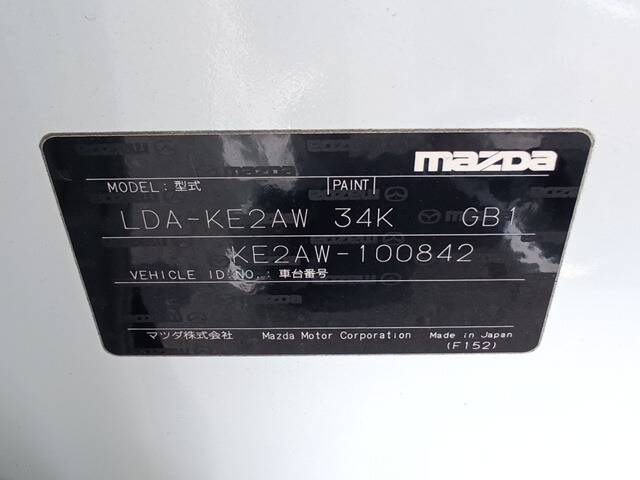 mazda
MODEL : 型式 PAINT
LDA-KE2AW 34K GB1
KE2AW-100842
VEHICLE ID NO. : 車台番号
マツダ株式会社 Mazda Motor Corporation Made in Japan
(F152)